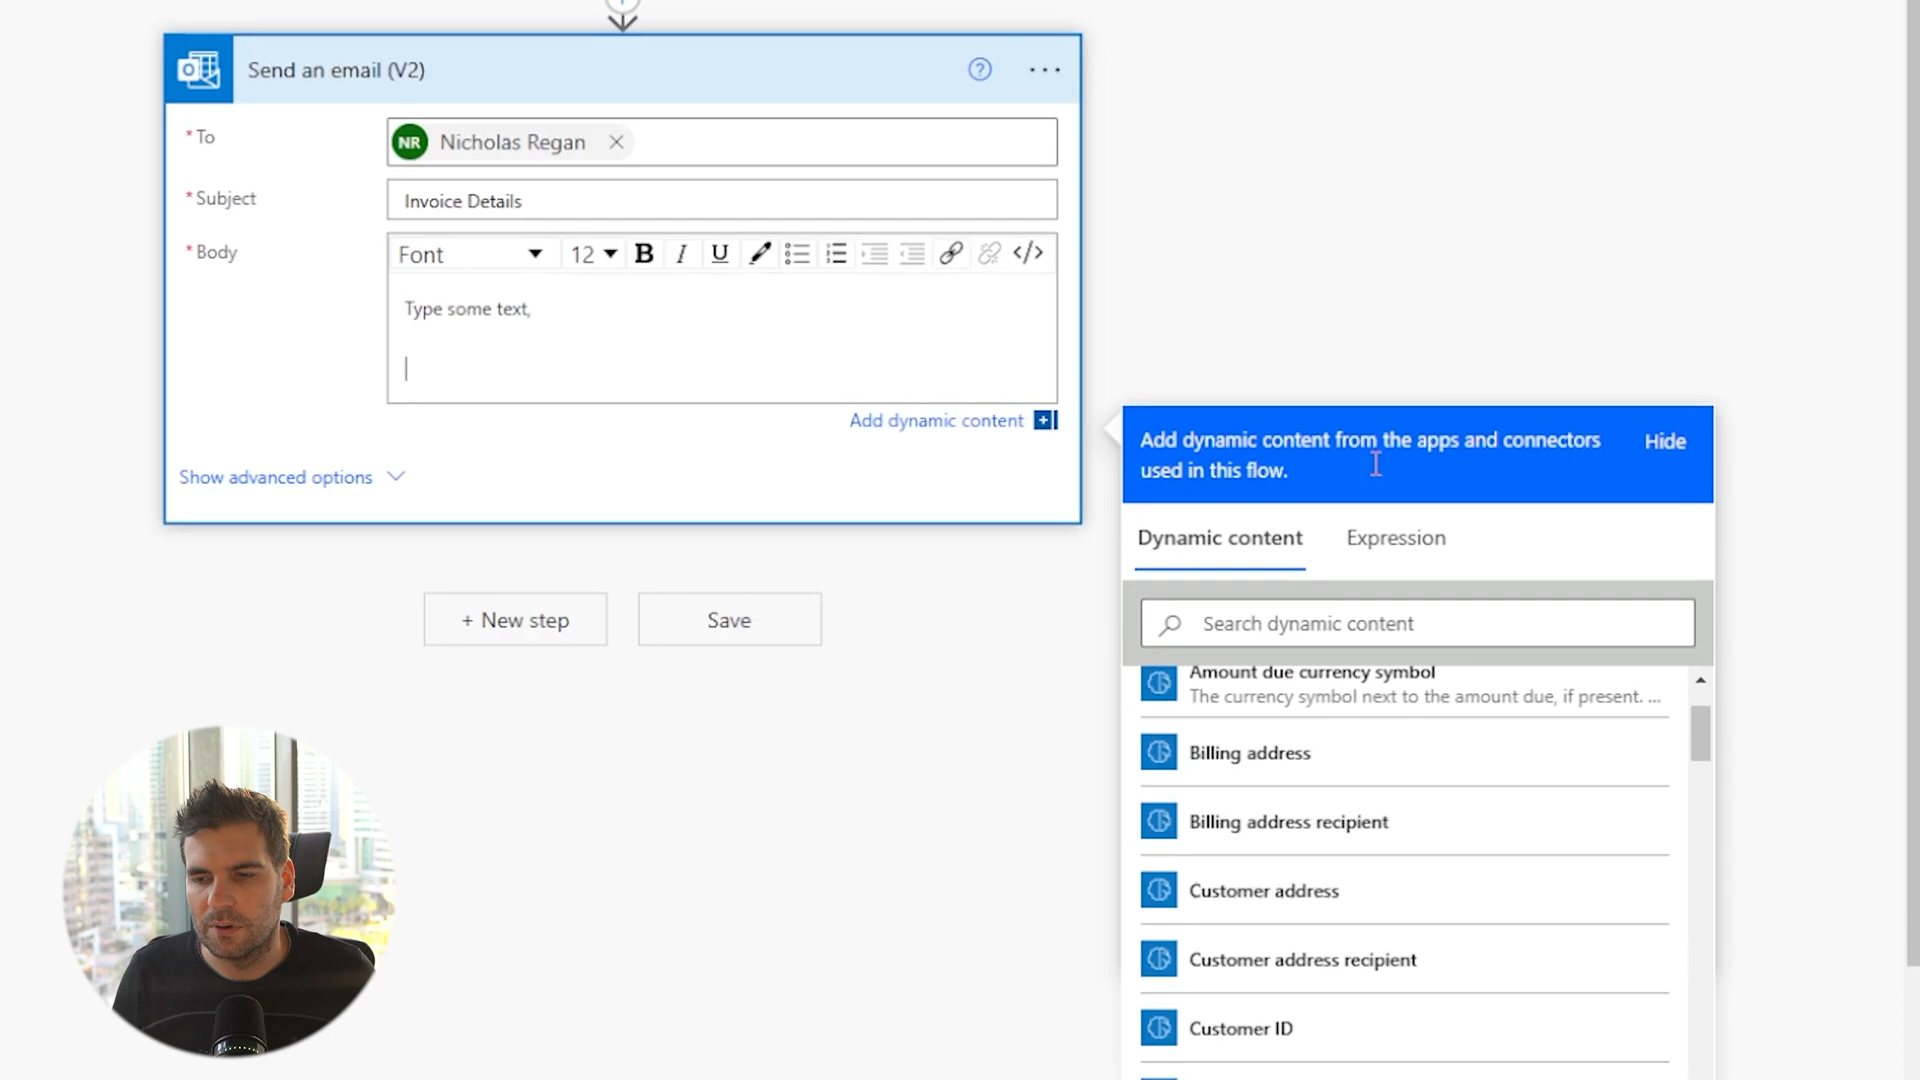 Send an email (V2)
?
* To
NR Nicholas Regan
* Subject
Invoice Details
* Body
Font 12 B I U </>
Type some text,
Add dynamic content
Show advanced options
+ New step
Save
Add dynamic content from the apps and connectors
used in this flow.
Hide
Dynamic content
Expression
Search dynamic content
Amount due currency symbol
The currency symbol next to the amount due, if present. ...
Billing address
Billing address recipient
Customer address
Customer address recipient
Customer ID